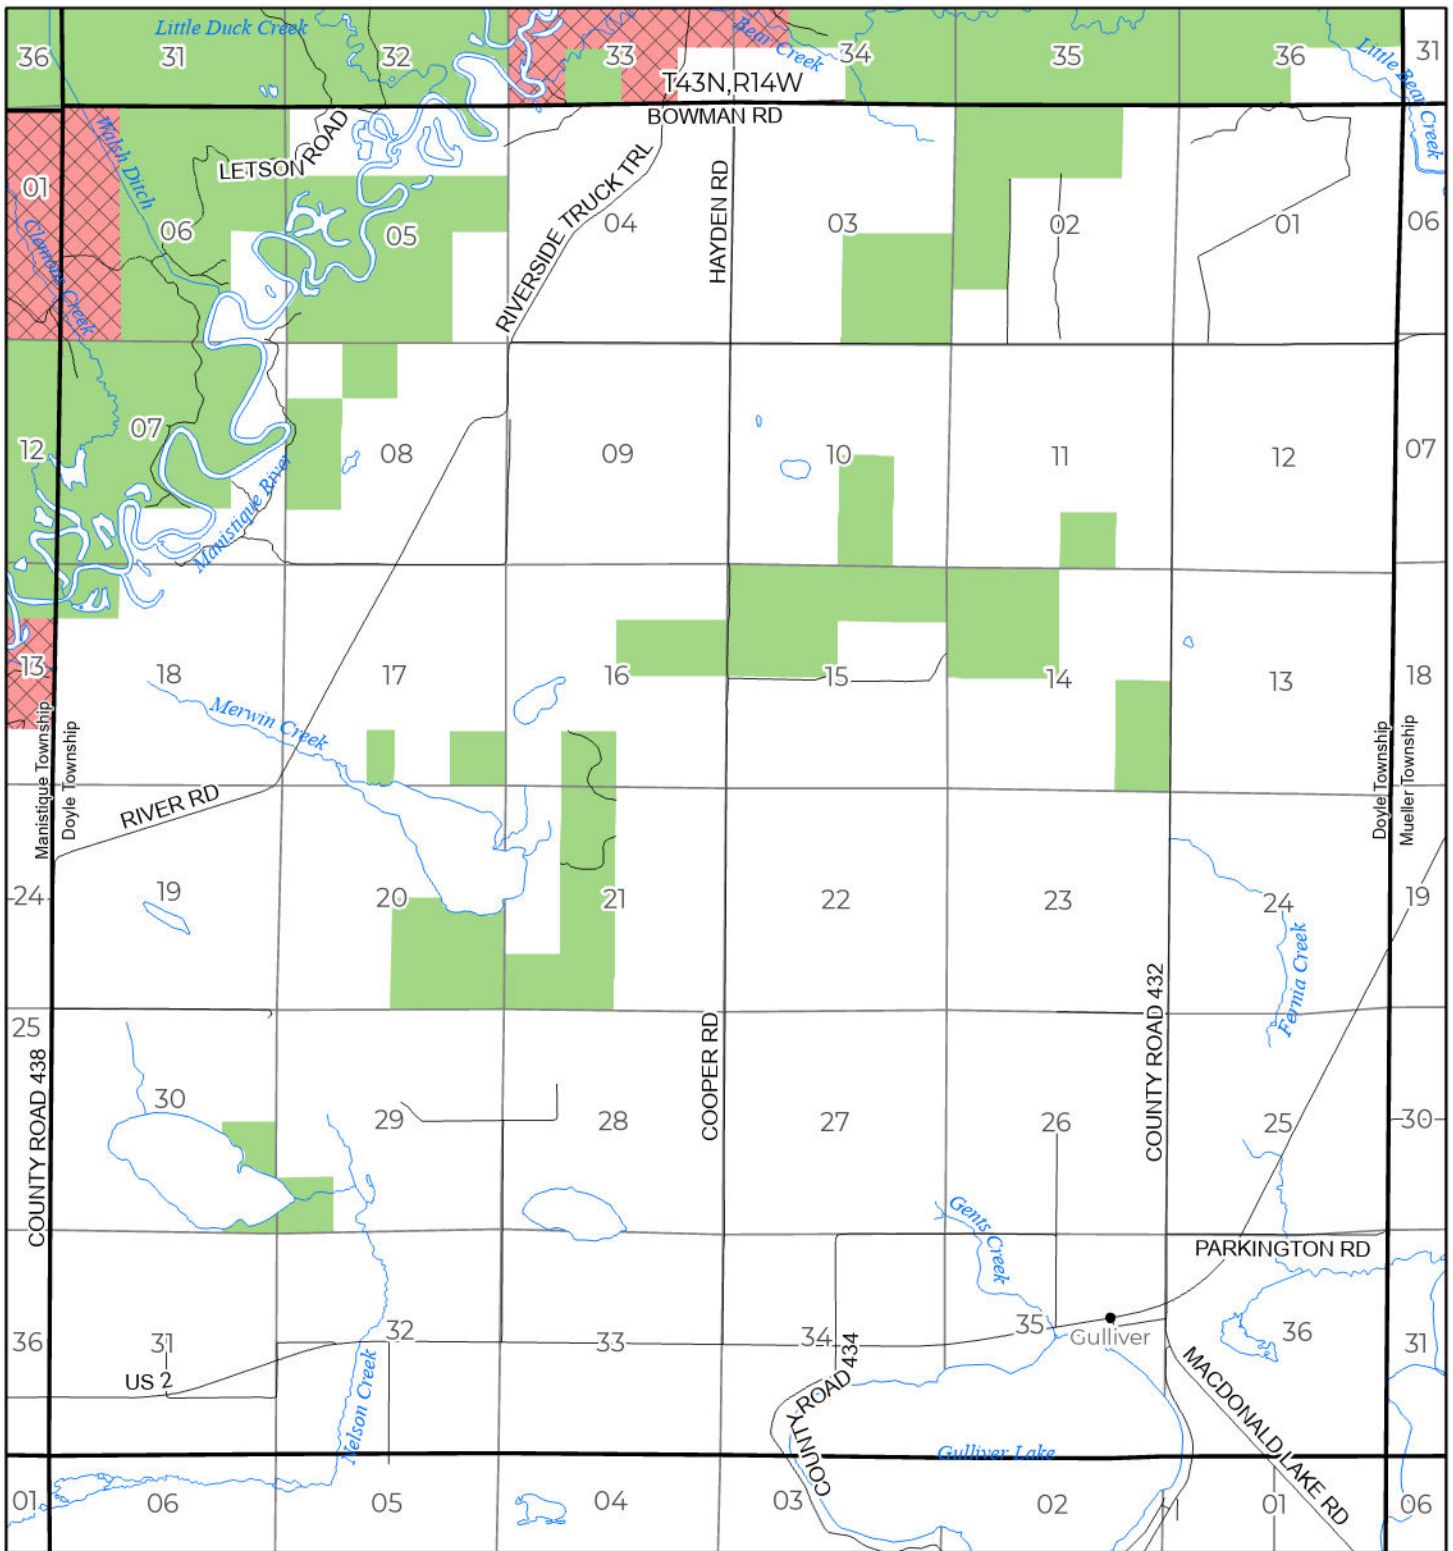 Little Duck Creek
36
31
32
33
Bear Creek
34
35
36
31
Little Bear Creek
T43N,R14W
BOWMAN RD
Walsh Ditch
LETSON ROAD
01
Clemons Creek
06
05
RIVERSIDE TRUCK TRL
04
HAYDEN RD
03
02
01
06
12
07
Manistique River
08
09
10
11
12
07
13
18
17
16
15
14
13
18
Merwin Creek
Manistique Township
Doyle Township
Doyle Township
Mueller Township
RIVER RD
24
19
20
21
22
23
24
19
Fernia Creek
COUNTY ROAD 432
25
COUNTY ROAD 438
30
29
28
COOPER RD
27
26
25
30
Gents Creek
PARKINGTON RD
36
31
32
33
34
35
Gulliver
36
31
US 2
Nelson Creek
COUNTY ROAD 434
MACDONALD LAKE RD
Gulliver Lake
01
06
05
04
03
02
01
06